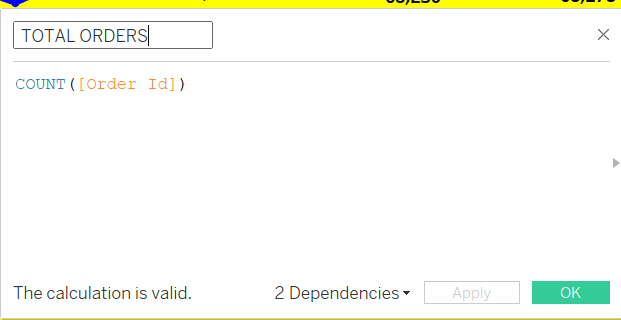 TOTAL ORDERS
COUNT([Order Id])
The calculation is valid. 2 Dependencies Apply OK